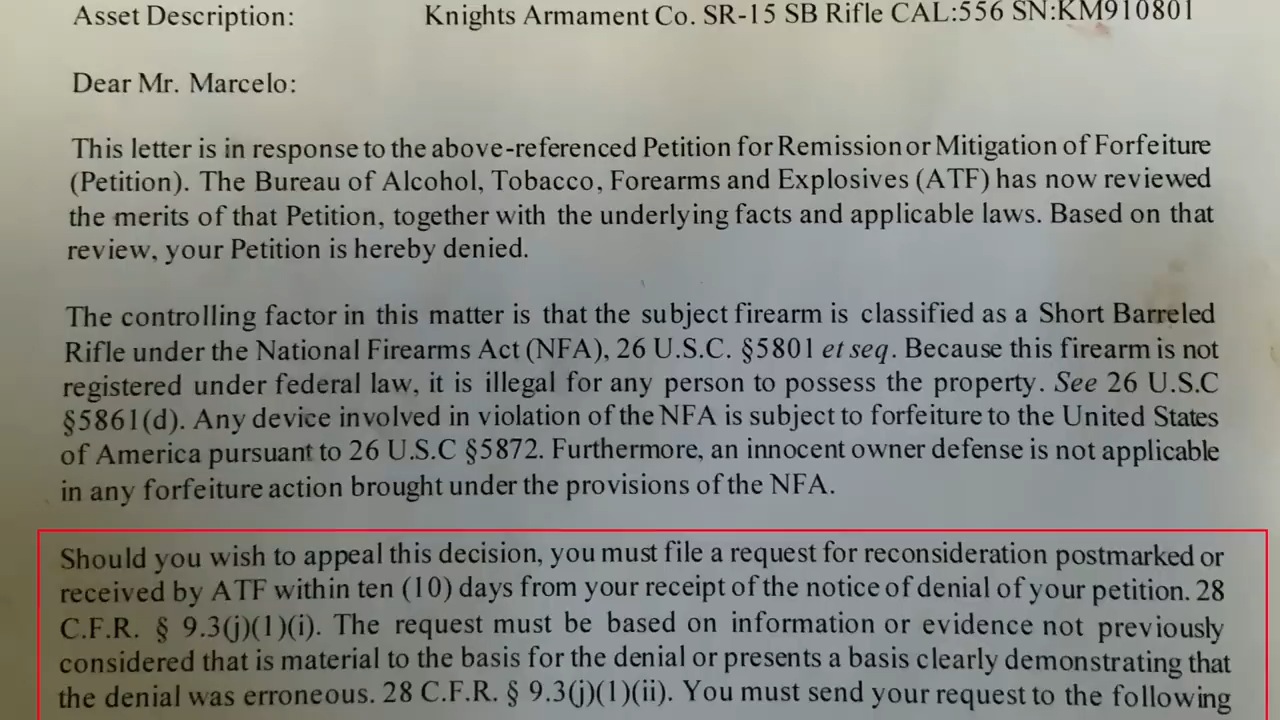 Asset Description: Knights Armament Co. SR-15 SB Rifle CAL:556 SN:KM910801
Dear Mr. Marcelo:
This letter is in response to the above-referenced Petition for Remission or Mitigation of Forfeiture
(Petition). The Bureau of Alcohol, Tobacco, Forearms and Explosives (ATF) has now reviewed
the merits of that Petition, together with the underlying facts and applicable laws. Based on that
review, your Petition is hereby denied.
The controlling factor in this matter is that the subject firearm is classified as a Short Barreled
Rifle under the National Firearms Act (NFA), 26 U.S.C. §5801 et seq. Because this firearm is not
registered under federal law, it is illegal for any person to possess the property. See 26 U.S.C
§5861(d). Any device involved in violation of the NFA is subject to forfeiture to the United States
of America pursuant to 26 U.S.C §5872. Furthermore, an innocent owner defense is not applicable
in any forfeiture action brought under the provisions of the NFA.
Should you wish to appeal this decision, you must file a request for reconsideration postmarked or
received by ATF within ten (10) days from your receipt of the notice of denial of your petition. 28
C.F.R. § 9.3(j)(1)(i). The request must be based on information or evidence not previously
considered that is material to the basis for the denial or presents a basis clearly demonstrating that
the denial was erroneous. 28 C.F.R. § 9.3(j)(1)(ii). You must send your request to the following